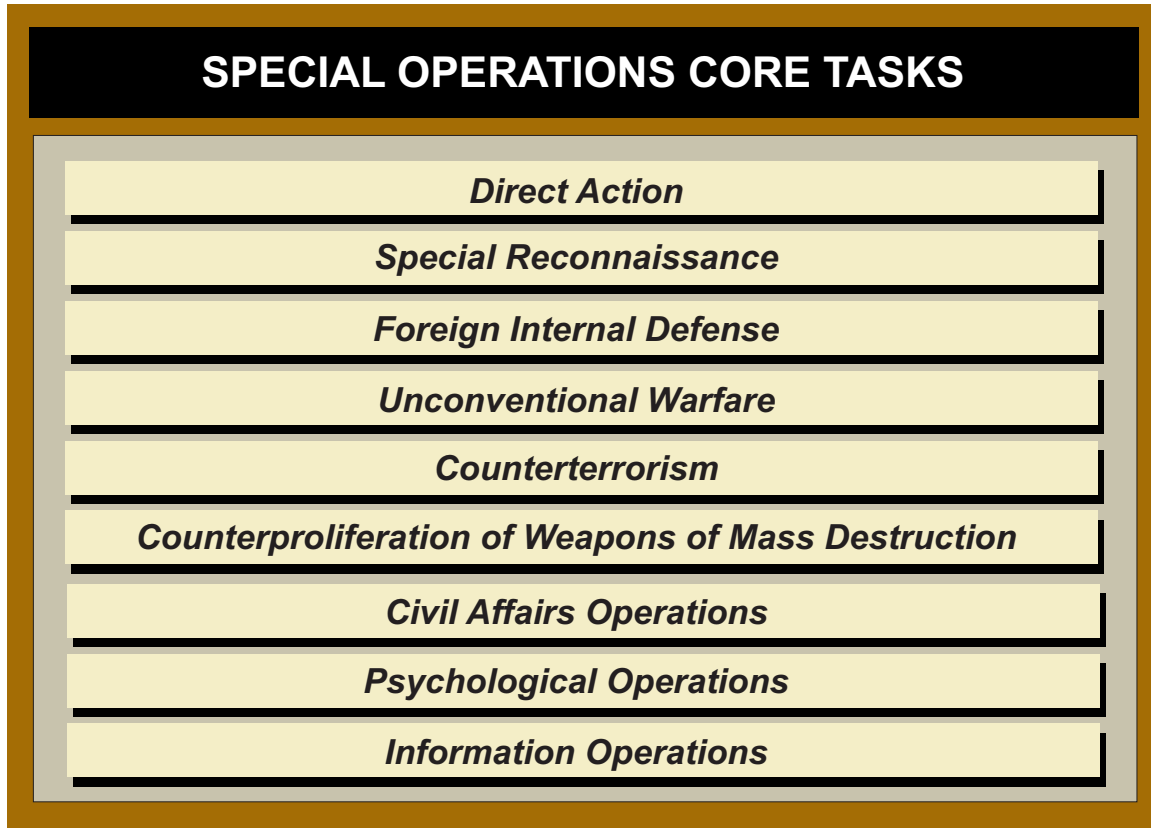 SPECIAL OPERATIONS CORE TASKS
Direct Action
Special Reconnaissance
Foreign Internal Defense
Unconventional Warfare
Counterterrorism
Counterproliferation of Weapons of Mass Destruction
Civil Affairs Operations
Psychological Operations
Information Operations